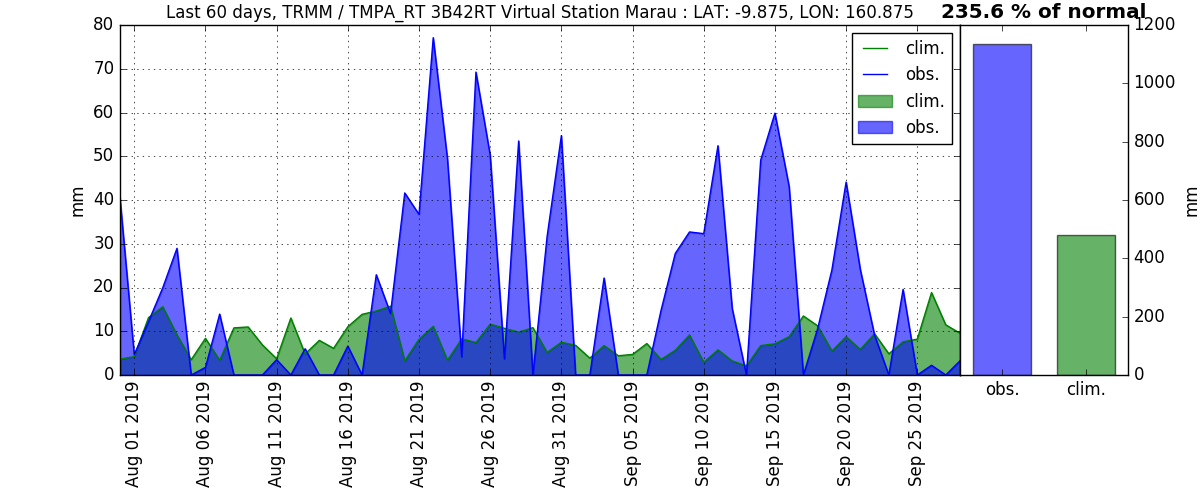 Last 60 days, TRMM / TMPA_RT 3B42RT Virtual Station Marau : LAT: -9.875, LON: 160.875
235.6 % of normal
80
70
60
50
40
30
20
10
0
mm
clim.
obs.
clim.
obs.
Aug 01 2019
Aug 06 2019
Aug 11 2019
Aug 16 2019
Aug 21 2019
Aug 26 2019
Aug 31 2019
Sep 05 2019
Sep 10 2019
Sep 15 2019
Sep 20 2019
Sep 25 2019
1200
1000
800
600
400
200
0
mm
obs.
clim.